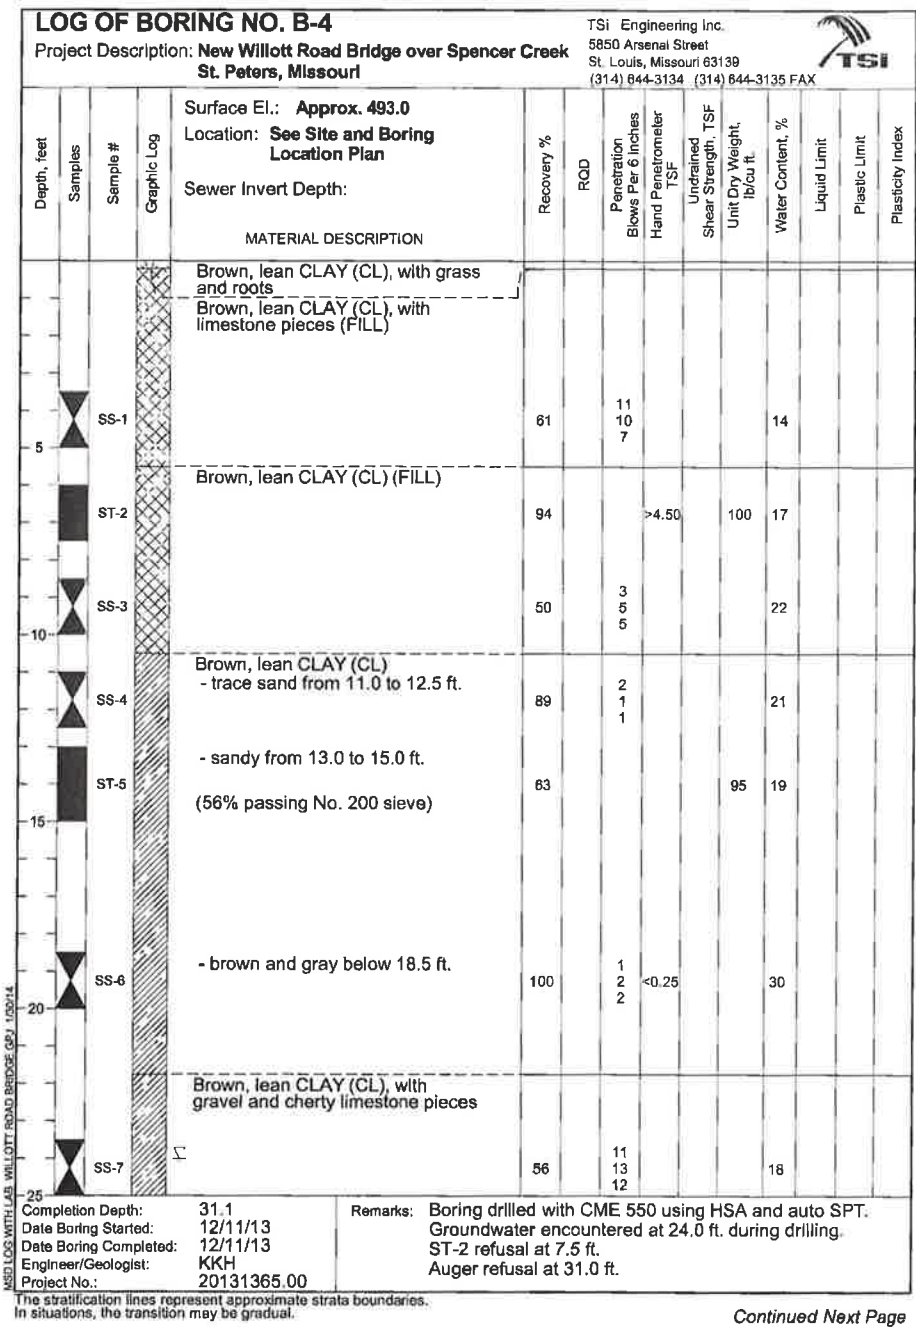 LOG OF BORING NO. B-4
Project Description: New Willott Road Bridge over Spencer Creek
St. Peters, Missouri
TSi Engineering Inc.
5850 Arsenal Street
St. Louis, Missouri 63139
(314) 644-3134 (314) 644-3135 FAX
TSi
Depth, feet
Samples
Sample #
Graphic Log
Surface El.: Approx. 493.0
Location: See Site and Boring
Location Plan
Sewer Invert Depth:
MATERIAL DESCRIPTION
Recovery %
RQD
Penetration
Blows Per 6 Inches
Hand Penetrometer
TSF
Undrained
Shear Strength, TSF
Unit Dry Weight,
lb/cu ft.
Water Content, %
Liquid Limit
Plastic Limit
Plasticity Index
Brown, lean CLAY (CL), with grass
and roots
Brown, lean CLAY (CL), with
limestone pieces (FILL)
SS-1 61 11 14
10
7
5
Brown, lean CLAY (CL) (FILL)
ST-2 94 >4.50 100 17
SS-3 50 3 22
5
5
10
Brown, lean CLAY (CL)
- trace sand from 11.0 to 12.5 ft.
SS-4 89 2 21
1
1
- sandy from 13.0 to 15.0 ft.
ST-5 63 95 19
(56% passing No. 200 sieve)
15
- brown and gray below 18.5 ft.
SS-6 100 1 <0.25 30
2
2
20
Brown, lean CLAY (CL), with
gravel and cherty limestone pieces
SS-7 56 11 18
13
12
25
MSD LOG WITH LAB WILLOTT ROAD BRIDGE.GPJ 1/30/14
Completion Depth: 31.1
Date Boring Started: 12/11/13
Date Boring Completed: 12/11/13
Engineer/Geologist: KKH
Project No.: 20131365.00
Remarks: Boring drilled with CME 550 using HSA and auto SPT.
Groundwater encountered at 24.0 ft. during drilling.
ST-2 refusal at 7.5 ft.
Auger refusal at 31.0 ft.
The stratification lines represent approximate strata boundaries.
In situations, the transition may be gradual.
Continued Next Page